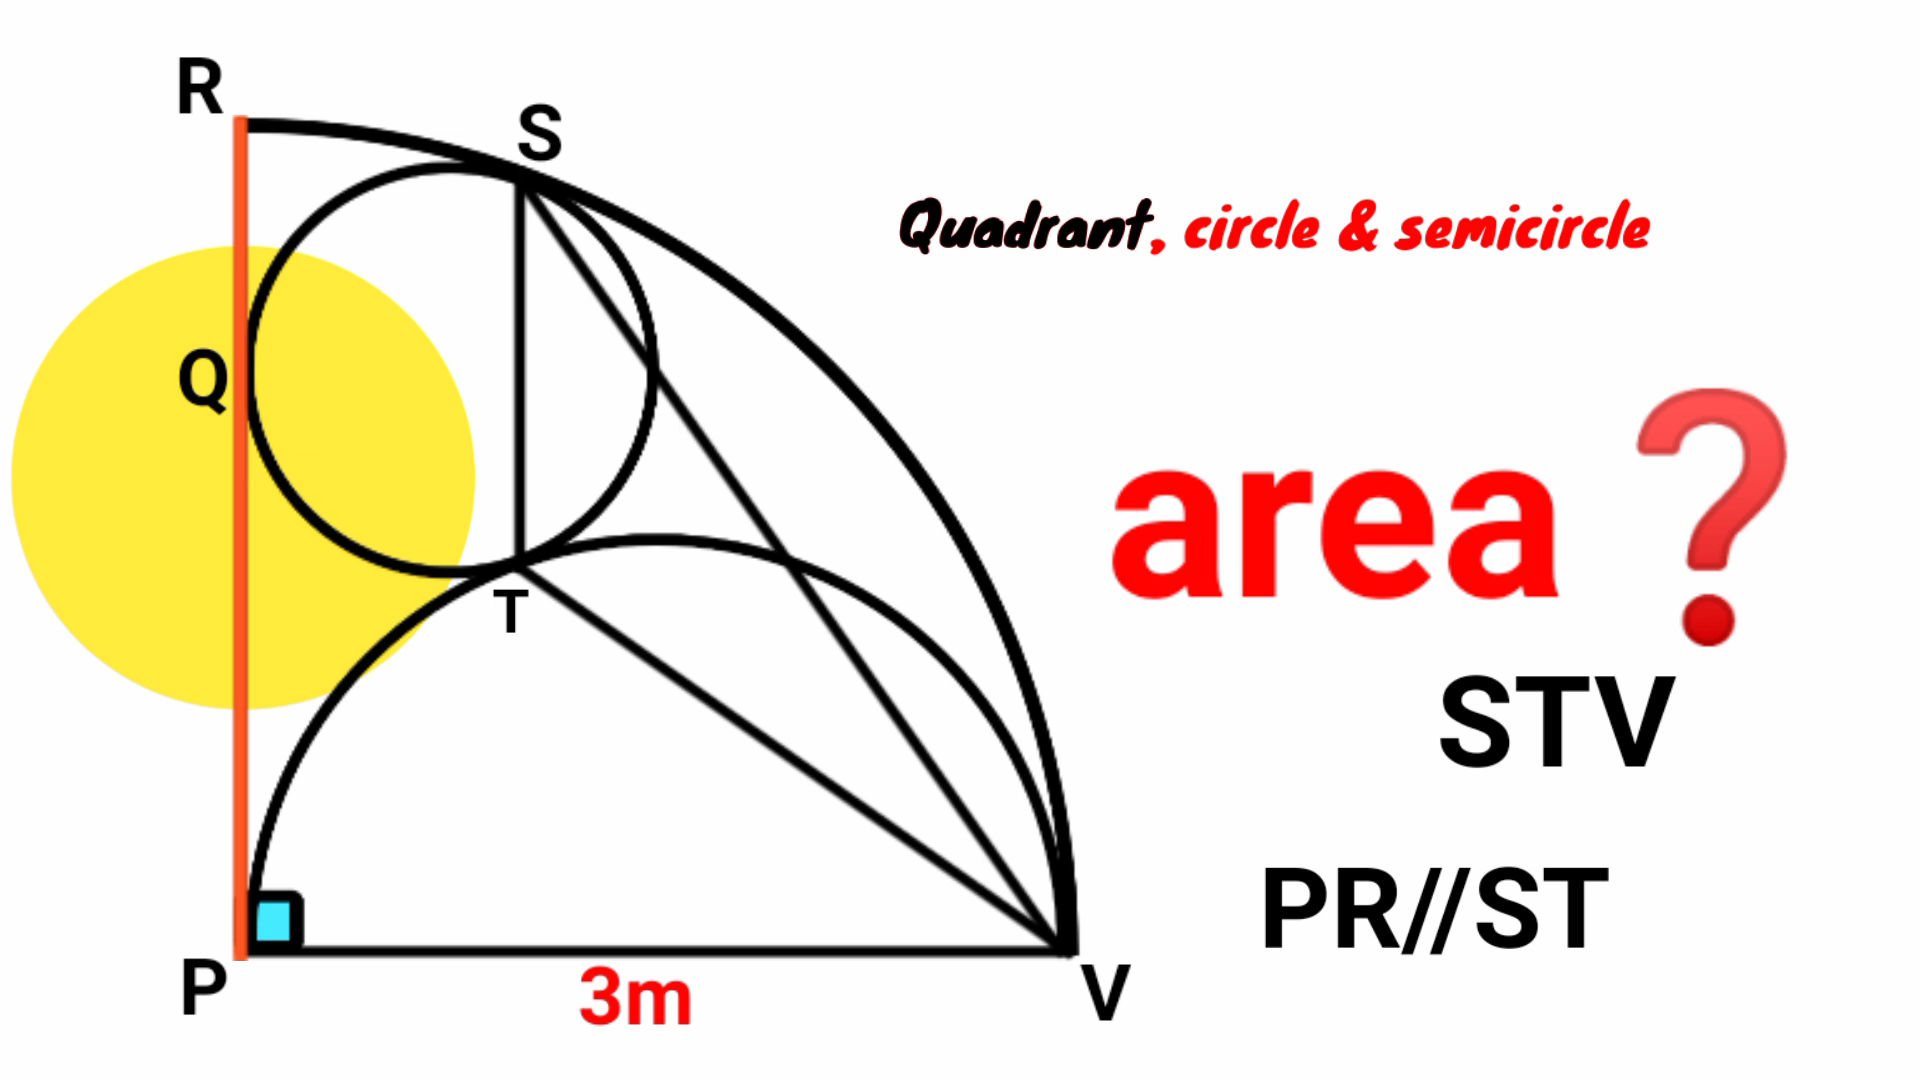 R
S
Quadrant, circle & semicircle
Q
area?
T
STV
PR//ST
P
3m
V